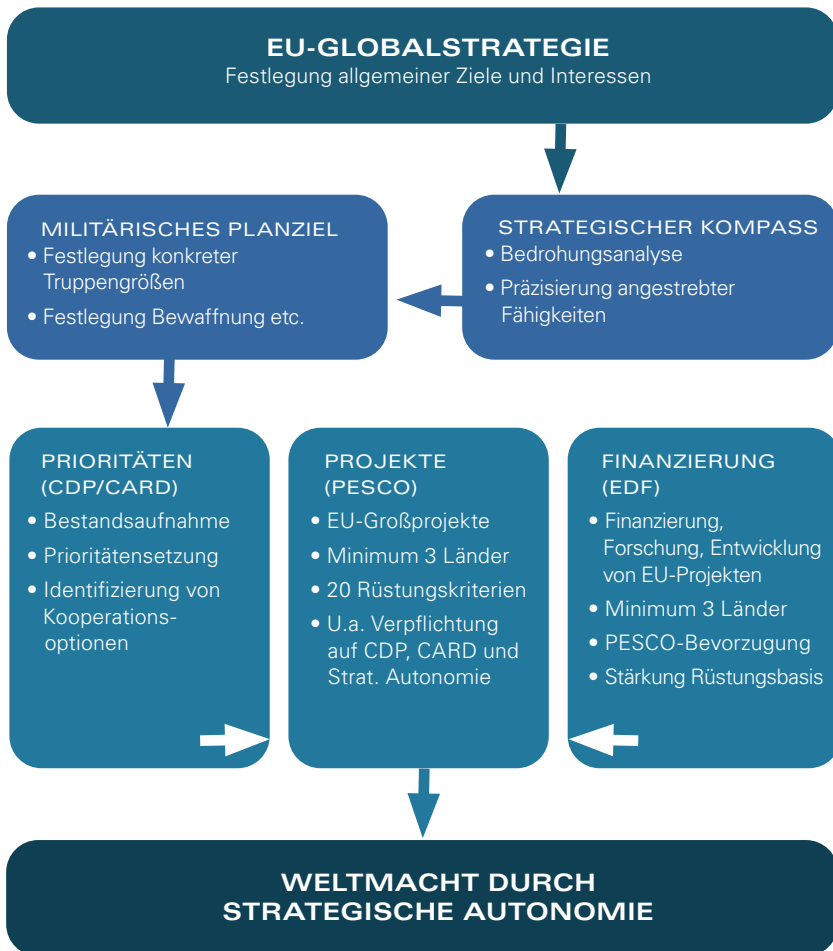 EU-GLOBALSTRATEGIE
Festlegung allgemeiner Ziele und Interessen
MILITÄRISCHES PLANZIEL
• Festlegung konkreter
Truppengrößen
• Festlegung Bewaffnung etc.
STRATEGISCHER KOMPASS
• Bedrohungsanalyse
• Präzisierung angestrebter
Fähigkeiten
PRIORITÄTEN
(CDP/CARD)
• Bestandsaufnahme
• Prioritätensetzung
• Identifizierung von
Kooperations-
optionen
PROJEKTE
(PESCO)
• EU-Großprojekte
• Minimum 3 Länder
• 20 Rüstungskriterien
• U.a. Verpflichtung
auf CDP, CARD und
Strat. Autonomie
FINANZIERUNG
(EDF)
• Finanzierung,
Forschung, Entwicklung
von EU-Projekten
• Minimum 3 Länder
• PESCO-Bevorzugung
• Stärkung Rüstungsbasis
WELTMACHT DURCH
STRATEGISCHE AUTONOMIE